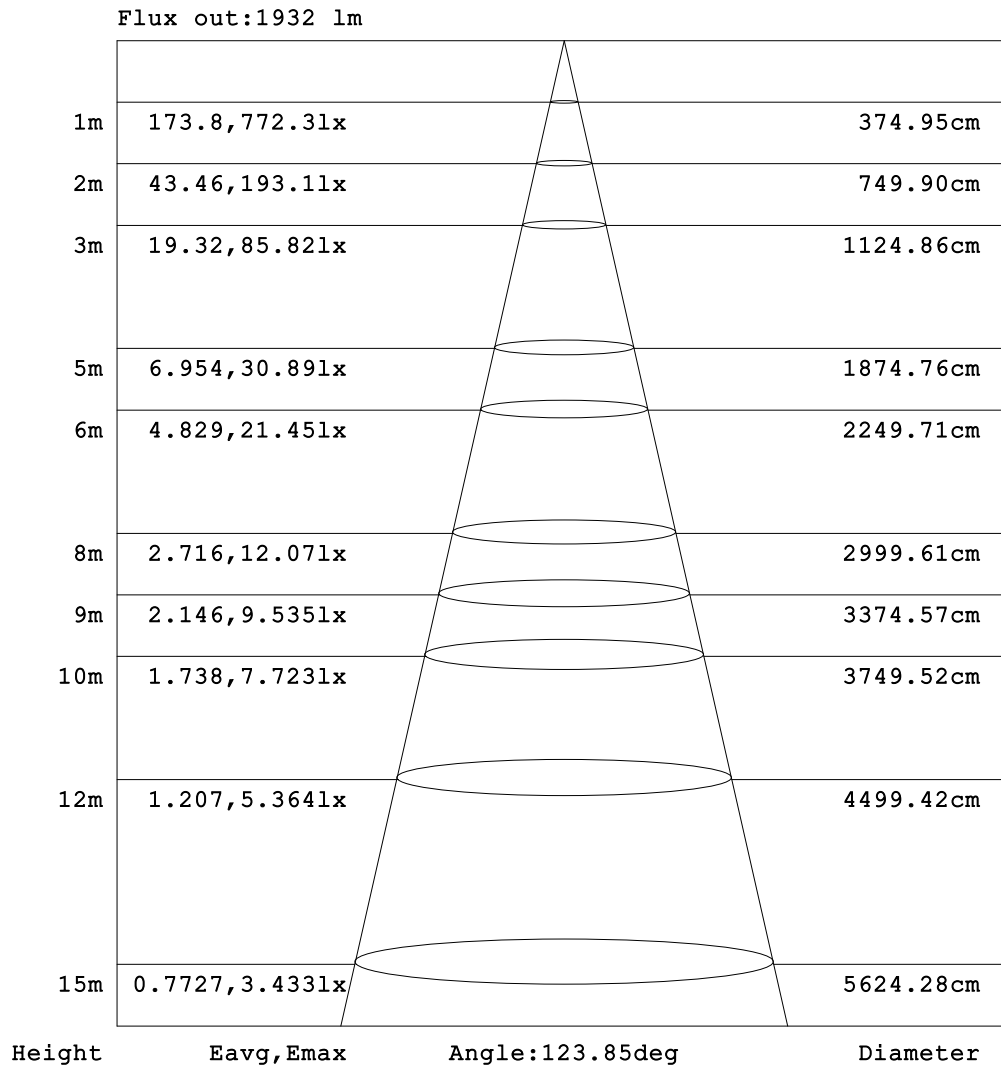 Flux out:1932 lm
1m 173.8,772.3lx 374.95cm
2m 43.46,193.1lx 749.90cm
3m 19.32,85.82lx 1124.86cm
5m 6.954,30.89lx 1874.76cm
6m 4.829,21.45lx 2249.71cm
8m 2.716,12.07lx 2999.61cm
9m 2.146,9.535lx 3374.57cm
10m 1.738,7.723lx 3749.52cm
12m 1.207,5.364lx 4499.42cm
15m 0.7727,3.433lx 5624.28cm
Height Eavg,Emax Angle:123.85deg Diameter